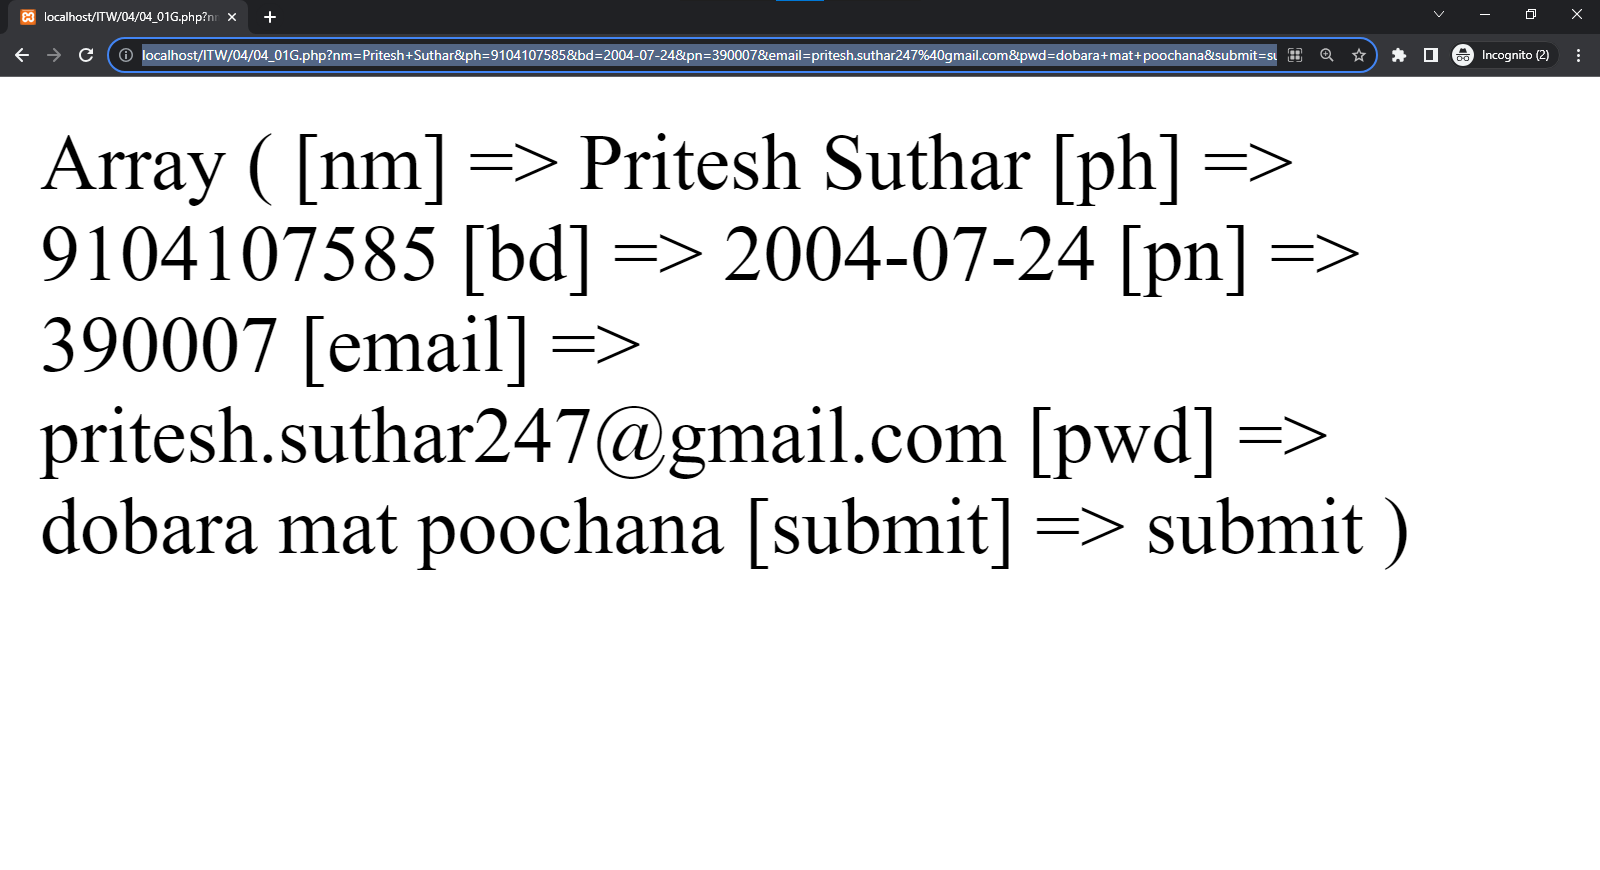 localhost/ITW/04/04_01G.php?nr
localhost/ITW/04/04_01G.php?nm=Pritesh+Suthar&ph=9104107585&bd=2004-07-24&pn=390007&email=pritesh.suthar247%40gmail.com&pwd=dobara+mat+poochana&submit=su
Incognito (2)
Array ( [nm] => Pritesh Suthar [ph] =>
9104107585 [bd] => 2004-07-24 [pn] =>
390007 [email] =>
pritesh.suthar247@gmail.com [pwd] =>
dobara mat poochana [submit] => submit )